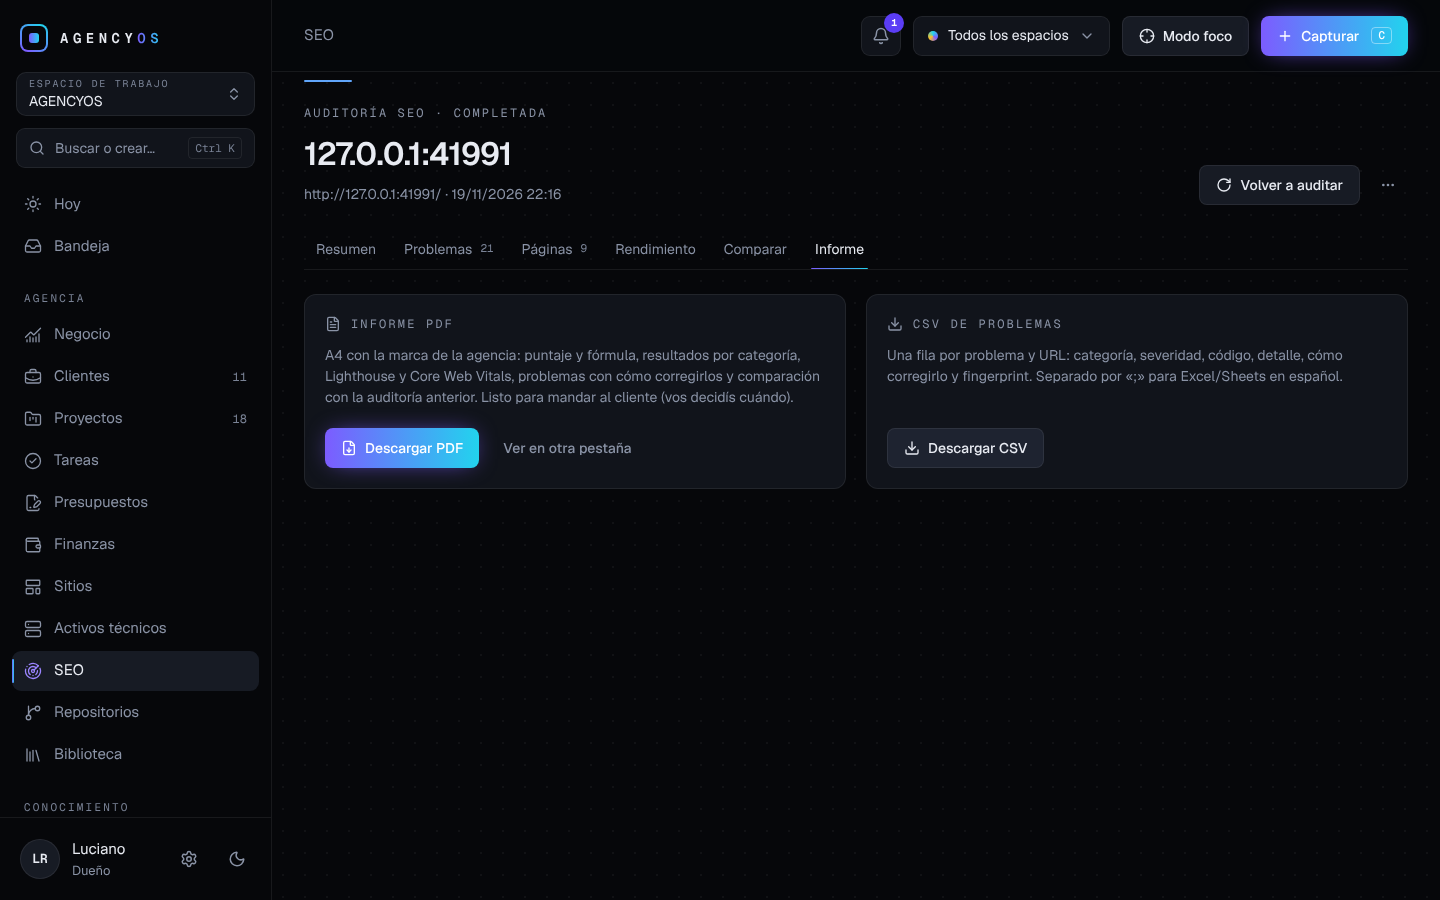 AGENCYOS
ESPACIO DE TRABAJO
AGENCYOS
Buscar o crear... Ctrl K
Hoy
Bandeja
AGENCIA
Negocio
Clientes 11
Proyectos 18
Tareas
Presupuestos
Finanzas
Sitios
Activos técnicos
SEO
Repositorios
Biblioteca
CONOCIMIENTO
LR
Luciano
Dueño
SEO
1
Todos los espacios
Modo foco
Capturar C
AUDITORÍA SEO · COMPLETADA
127.0.0.1:41991
http://127.0.0.1:41991/ · 19/11/2026 22:16
Volver a auditar
Resumen Problemas 21 Páginas 9 Rendimiento Comparar Informe
INFORME PDF
A4 con la marca de la agencia: puntaje y fórmula, resultados por categoría,
Lighthouse y Core Web Vitals, problemas con cómo corregirlos y comparación
con la auditoría anterior. Listo para mandar al cliente (vos decidís cuándo).
Descargar PDF
Ver en otra pestaña
CSV DE PROBLEMAS
Una fila por problema y URL: categoría, severidad, código, detalle, cómo
corregirlo y fingerprint. Separado por «;» para Excel/Sheets en español.
Descargar CSV